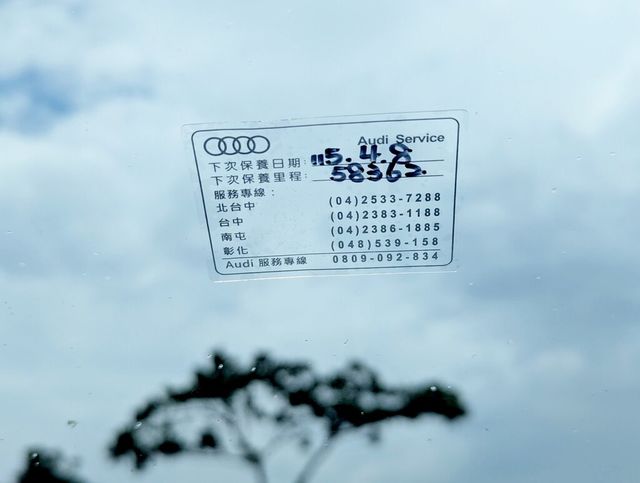 Audi Service
下次保養日期: 115.4.8
下次保養里程: 58363.
服務專線:
北台中 (04)2533-7288
台中 (04)2383-1188
南屯 (04)2386-1885
彰化 (048)539-158
Audi 服務專線 0809-092-834